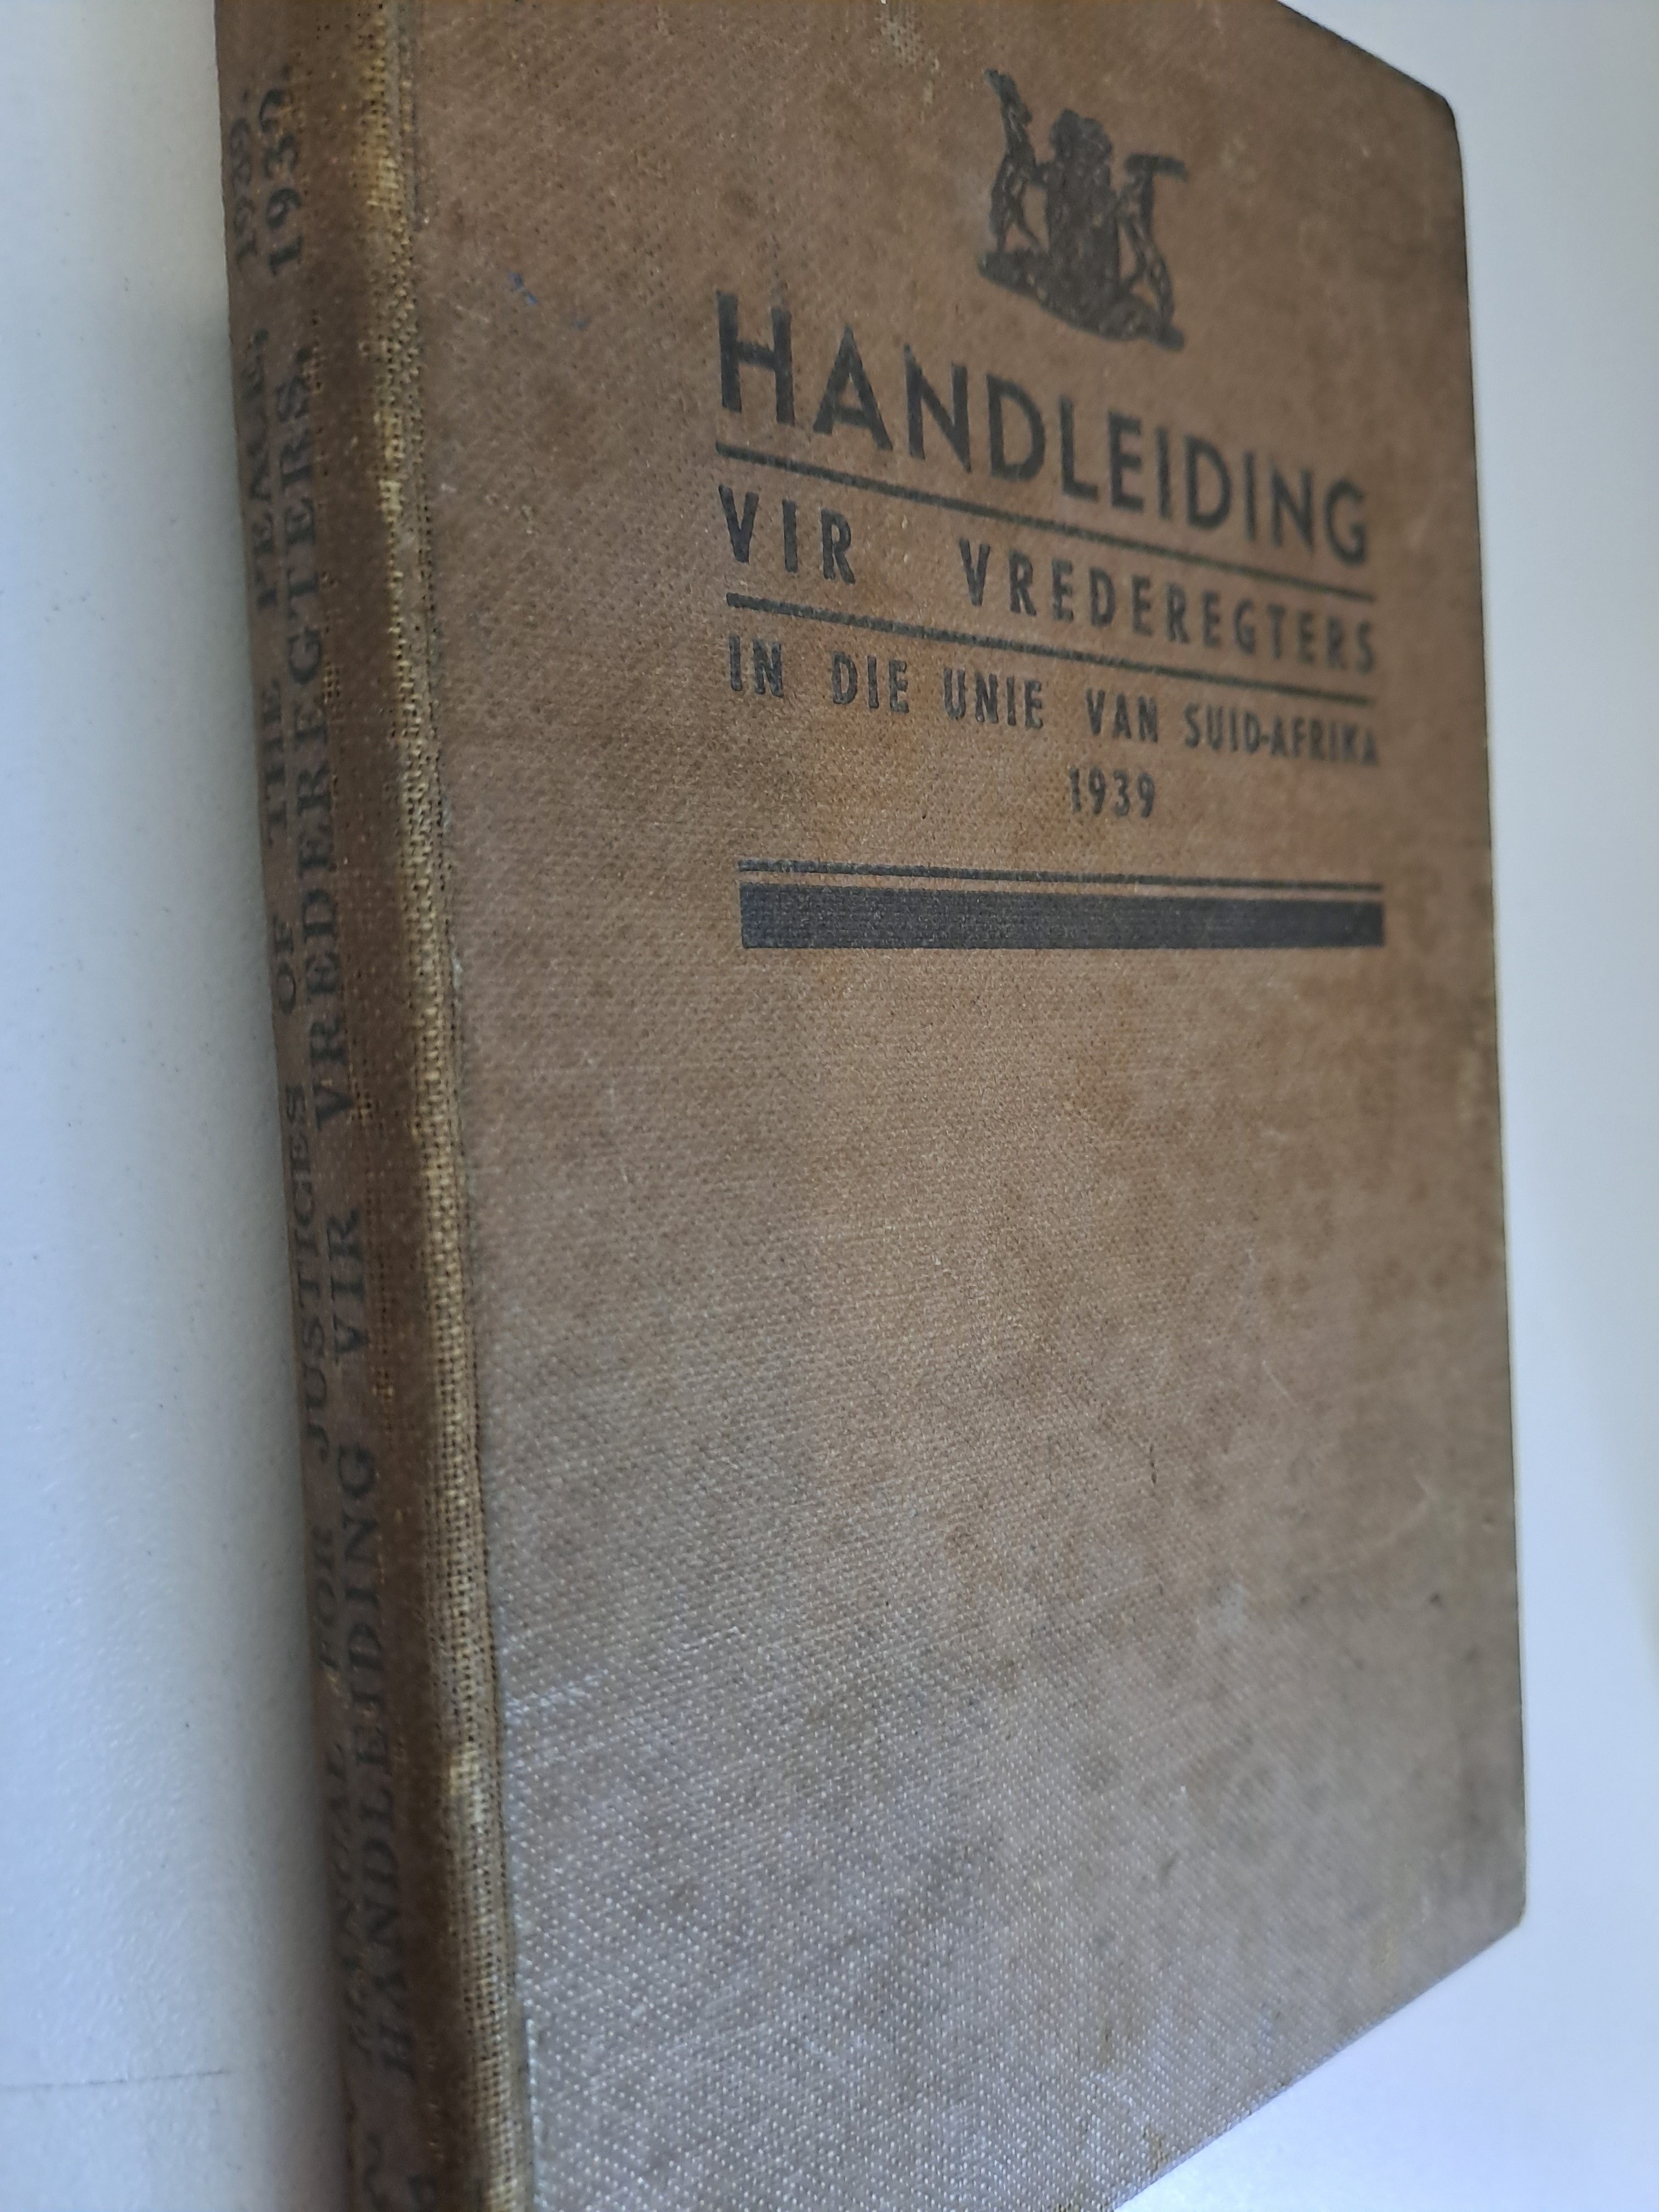 HANDLEIDING
VIR VREDEREGTERS
IN DIE UNIE VAN SUID-AFRIKA
1939
FOR JUSTICES OF THE PEACE, 1939.
HANDLEIDING VIR VREDEREGTERS, 1939.